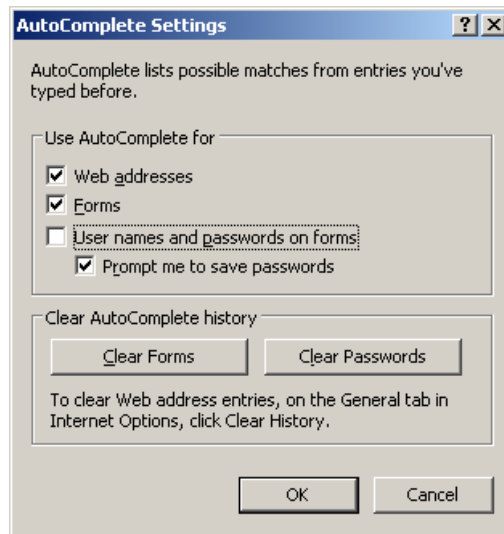 AutoComplete Settings
AutoComplete lists possible matches from entries you've
typed before.
Use AutoComplete for
Web addresses
Forms
User names and passwords on forms
Prompt me to save passwords
Clear AutoComplete history
Clear Forms
Clear Passwords
To clear Web address entries, on the General tab in
Internet Options, click Clear History.
OK
Cancel